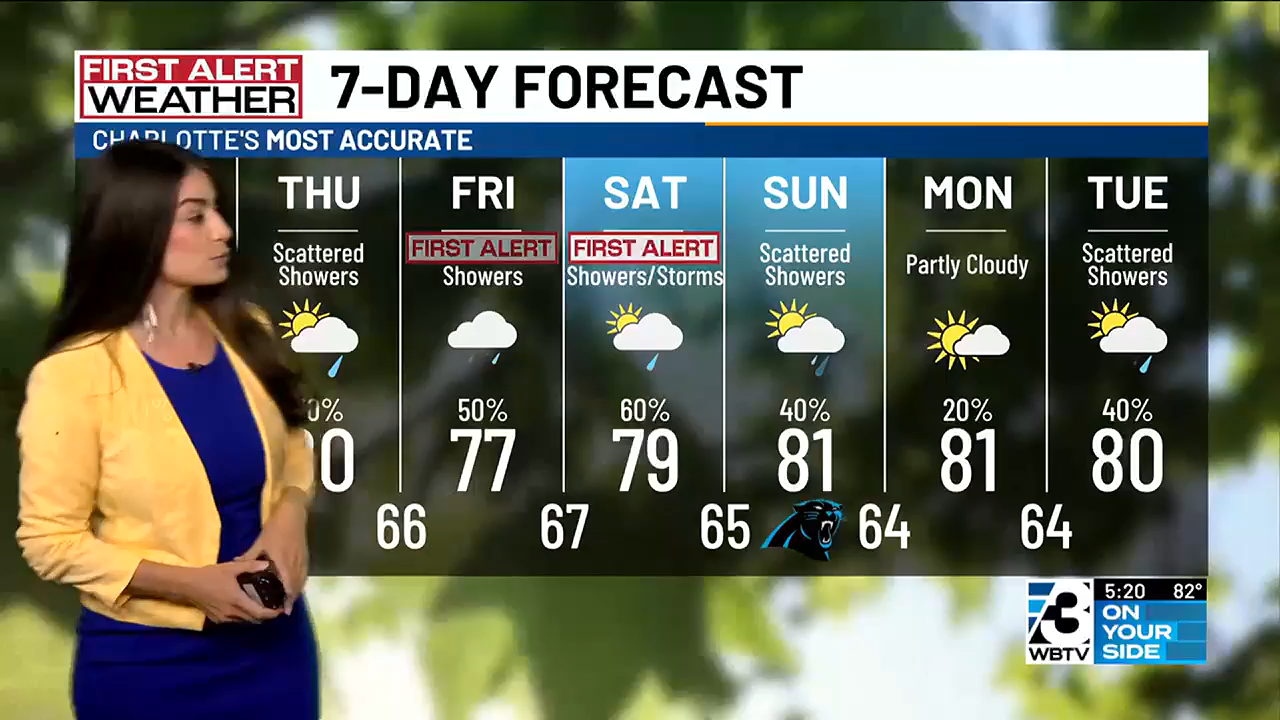 FIRST ALERT
WEATHER
7-DAY FORECAST
CHARLOTTE'S MOST ACCURATE
THU
FRI
SAT
SUN
MON
TUE
Scattered
Showers
FIRST ALERT
Showers
FIRST ALERT
Showers/Storms
Scattered
Showers
Partly Cloudy
Scattered
Showers
50%
60%
40%
20%
40%
77
79
81
81
80
66
67
65
64
64
3
WBTV
5:20 82°
ON
YOUR
SIDE